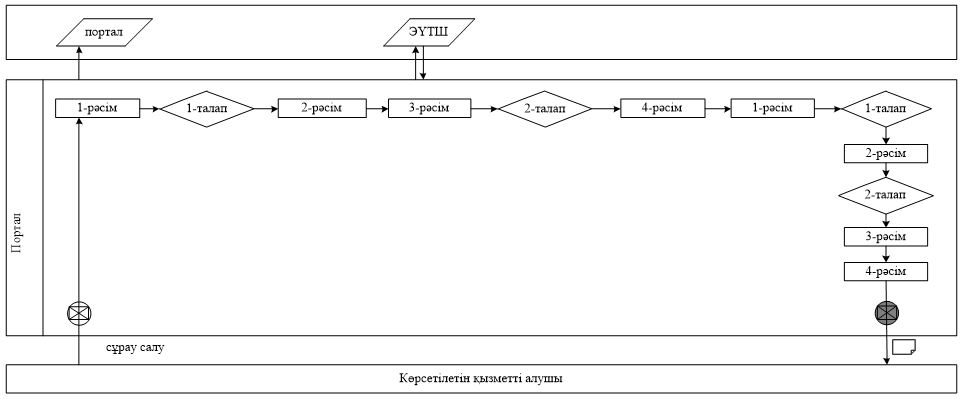 портал
ЭҮТШ
1-рәсім
1-талап
2-рәсім
3-рәсім
2-талап
4-рәсім
1-рәсім
1-талап
2-рәсім
2-талап
3-рәсім
4-рәсім
Портал
сұрау салу
Көрсетілетін қызметті алушы